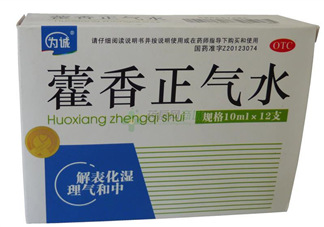 为诚
请仔细阅读说明书并按说明使用或在药师指导下购买和使用
国药准字Z20123074
OTC
藿香正气水
Huoxiang zhengqi shui
规格10ml×12支
解表化湿
理气和中